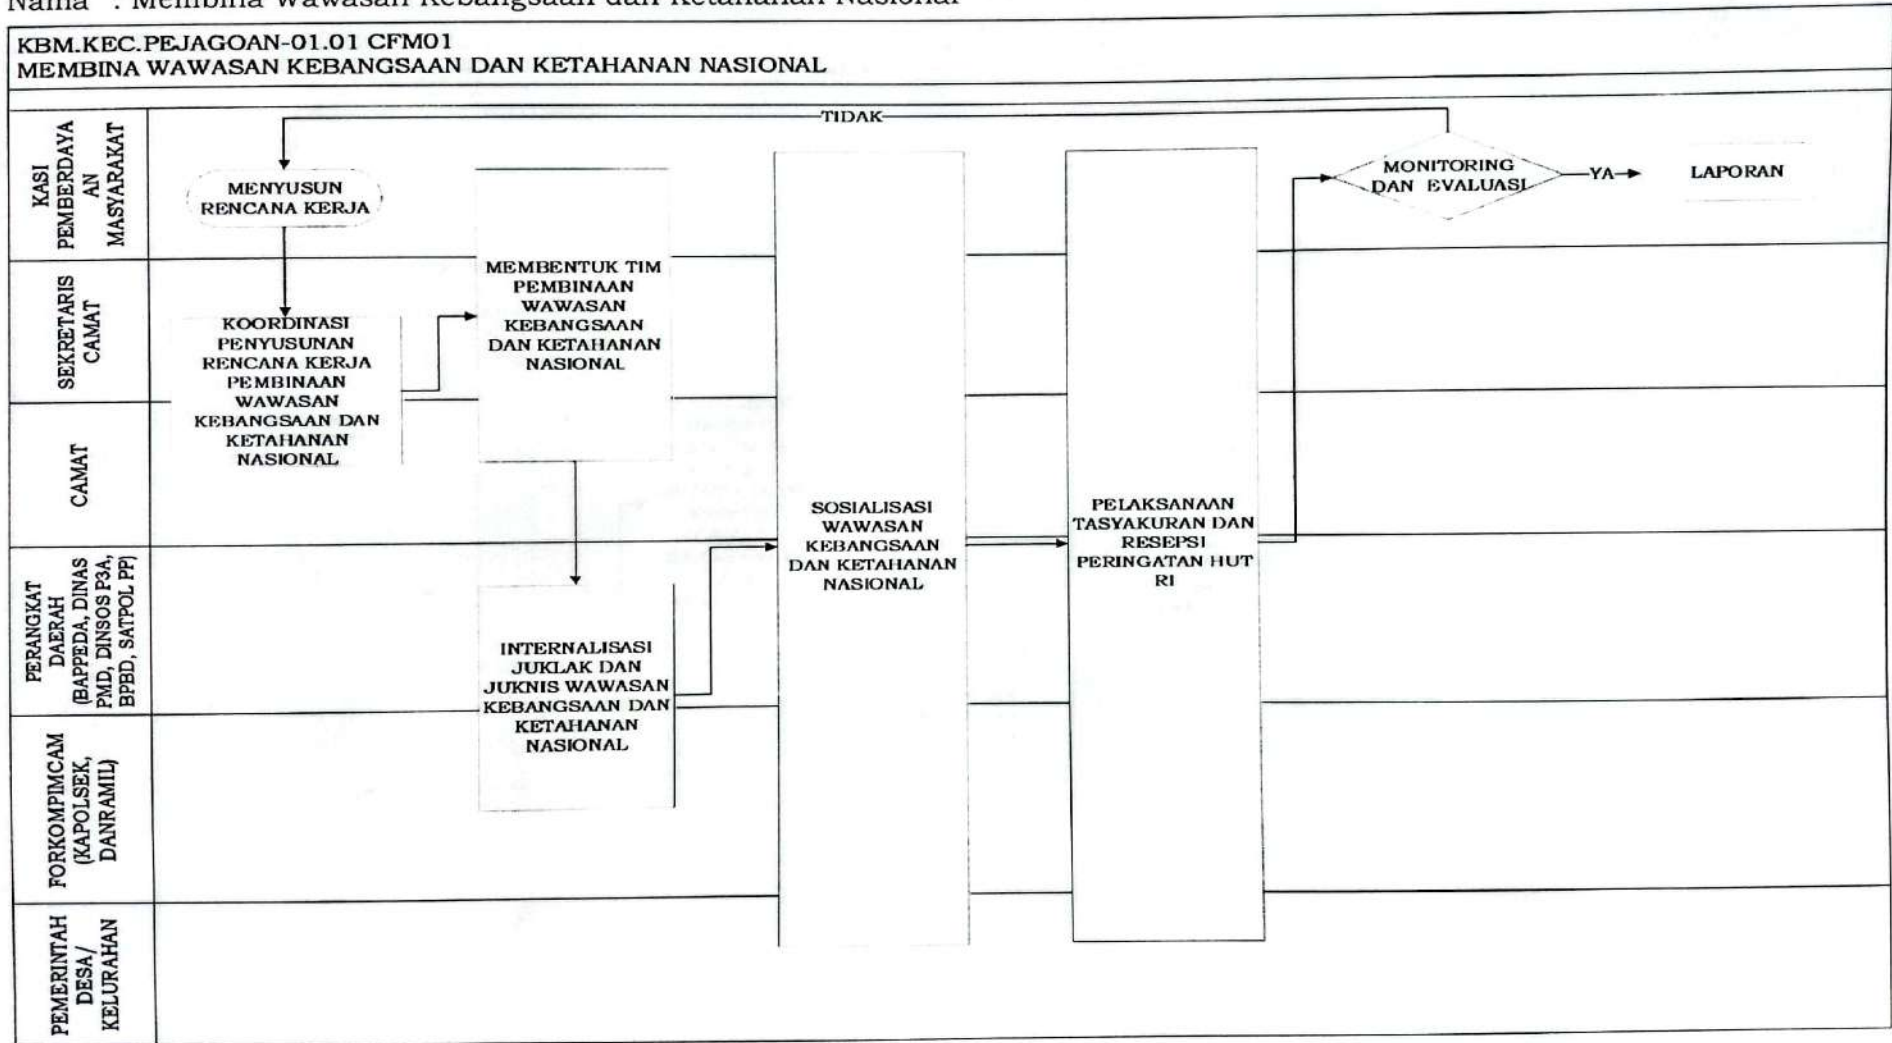 Nama : Membina Wawasan Kebangsaan dan Ketahanan Nasional
KBM.KEC.PEJAGOAN-01.01 CFM01
MEMBINA WAWASAN KEBANGSAAN DAN KETAHANAN NASIONAL
KASI
PEMBERDAYA
AN
MASYARAKAT
TIDAK
MENYUSUN
RENCANA KERJA
MONITORING
DAN EVALUASI
YA
LAPORAN
SEKRETARIS
CAMAT
KOORDINASI
PENYUSUNAN
RENCANA KERJA
PEMBINAAN
WAWASAN
KEBANGSAAN DAN
KETAHANAN
NASIONAL
MEMBENTUK TIM
PEMBINAAN
WAWASAN
KEBANGSAAN
DAN KETAHANAN
NASIONAL
CAMAT
SOSIALISASI
WAWASAN
KEBANGSAAN
DAN KETAHANAN
NASIONAL
PELAKSANAAN
TASYAKURAN DAN
RESEPSI
PERINGATAN HUT
RI
PERANGKAT
DAERAH
(BAPPEDA, DINAS
PMD, DINSOS P3A,
BPBD, SATPOL PP)
INTERNALISASI
JUKLAK DAN
JUKNIS WAWASAN
KEBANGSAAN DAN
KETAHANAN
NASIONAL
FORKOMPIMCAM
(KAPOLSEK,
DANRAMIL)
PEMERINTAH
DESA/
KELURAHAN